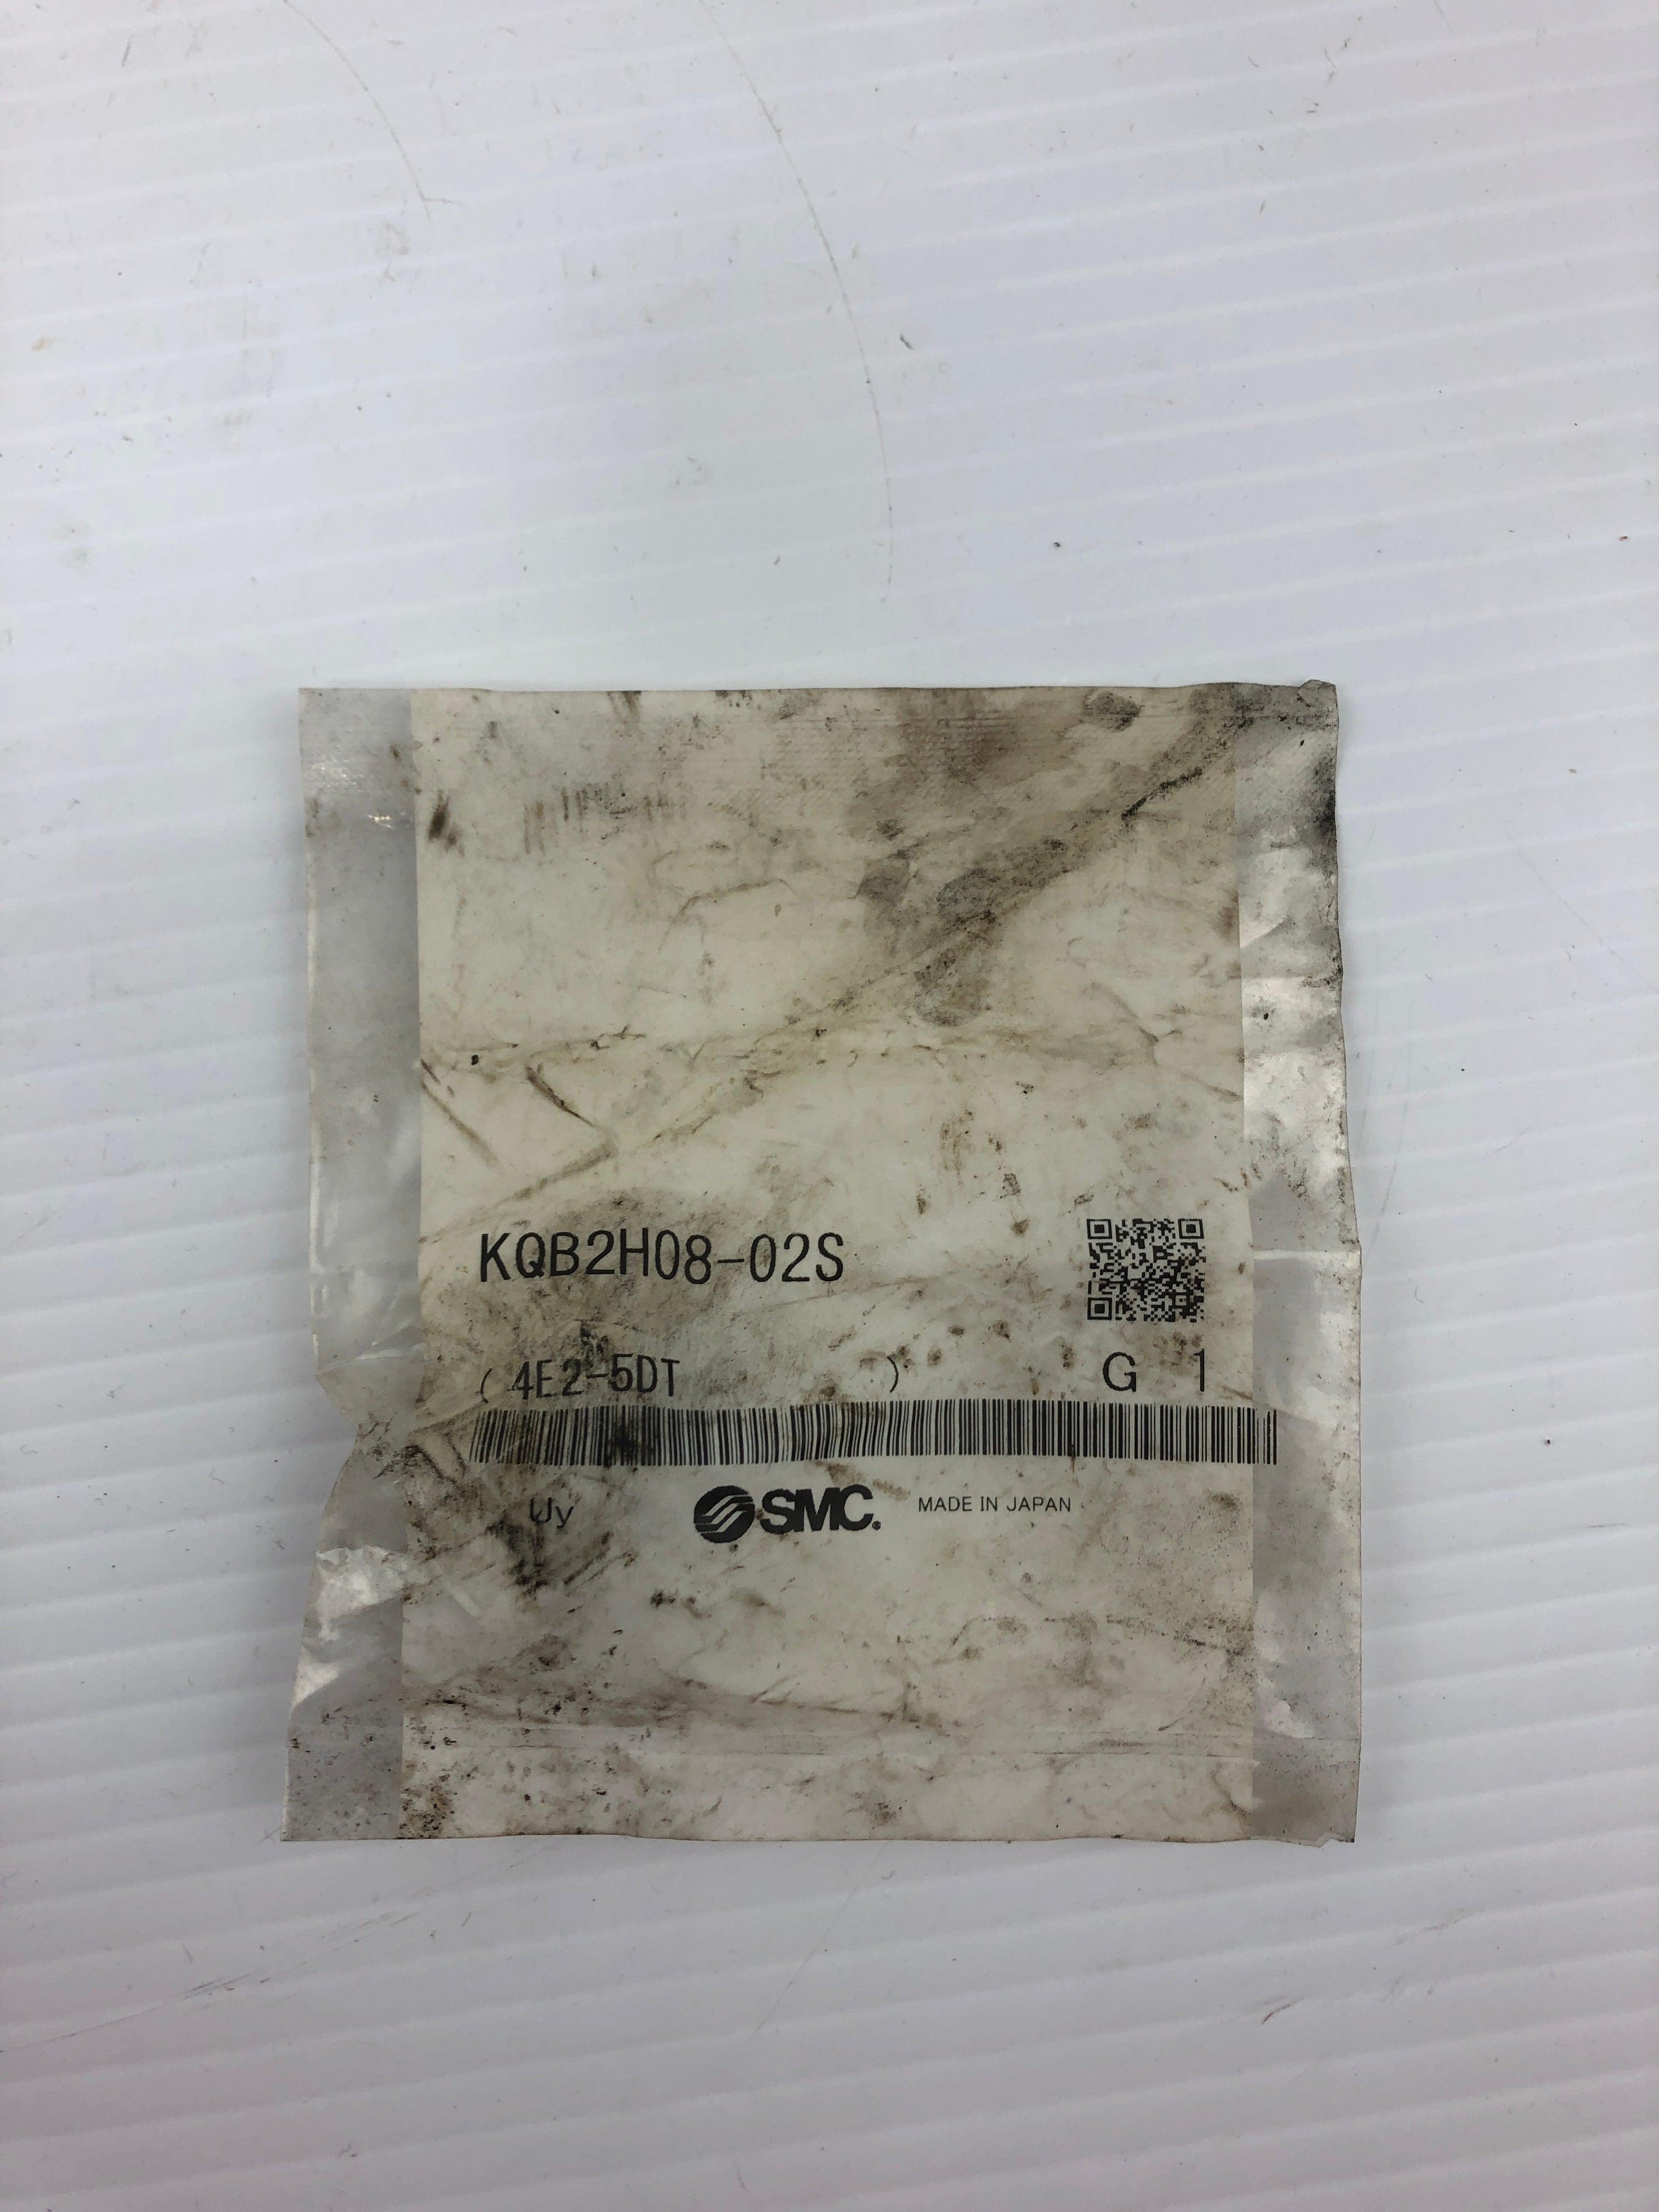 KQB2H08-02S
( 4E2-5DT ) G 1
Uy SMC. MADE IN JAPAN